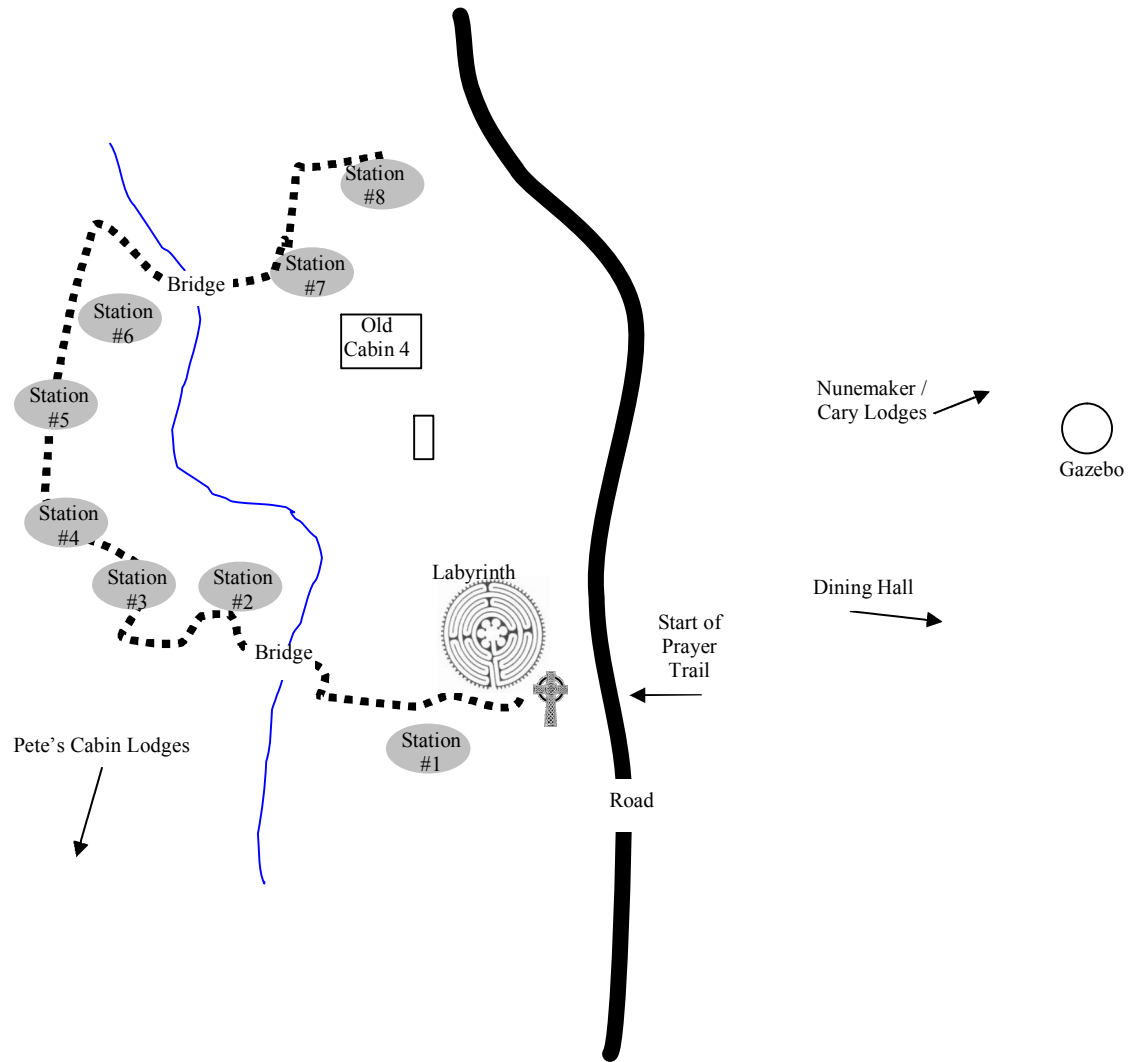 Station
#8
Station
#7
Bridge
Station
#6
Old
Cabin 4
Station
#5
Nunemaker /
Cary Lodges
Gazebo
Station
#4
Labyrinth
Station
#3
Station
#2
Dining Hall
Start of
Prayer
Trail
Bridge
Station
#1
Pete’s Cabin Lodges
Road